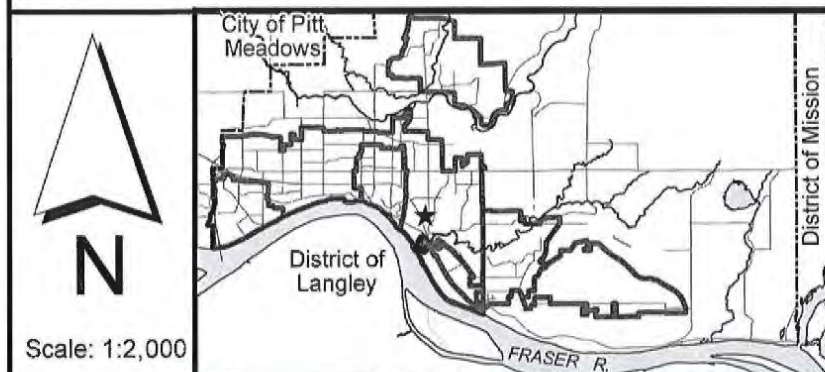 N
Scale: 1:2,000
City of Pitt
Meadows
District of
Langley
FRASER R.
District of Mission